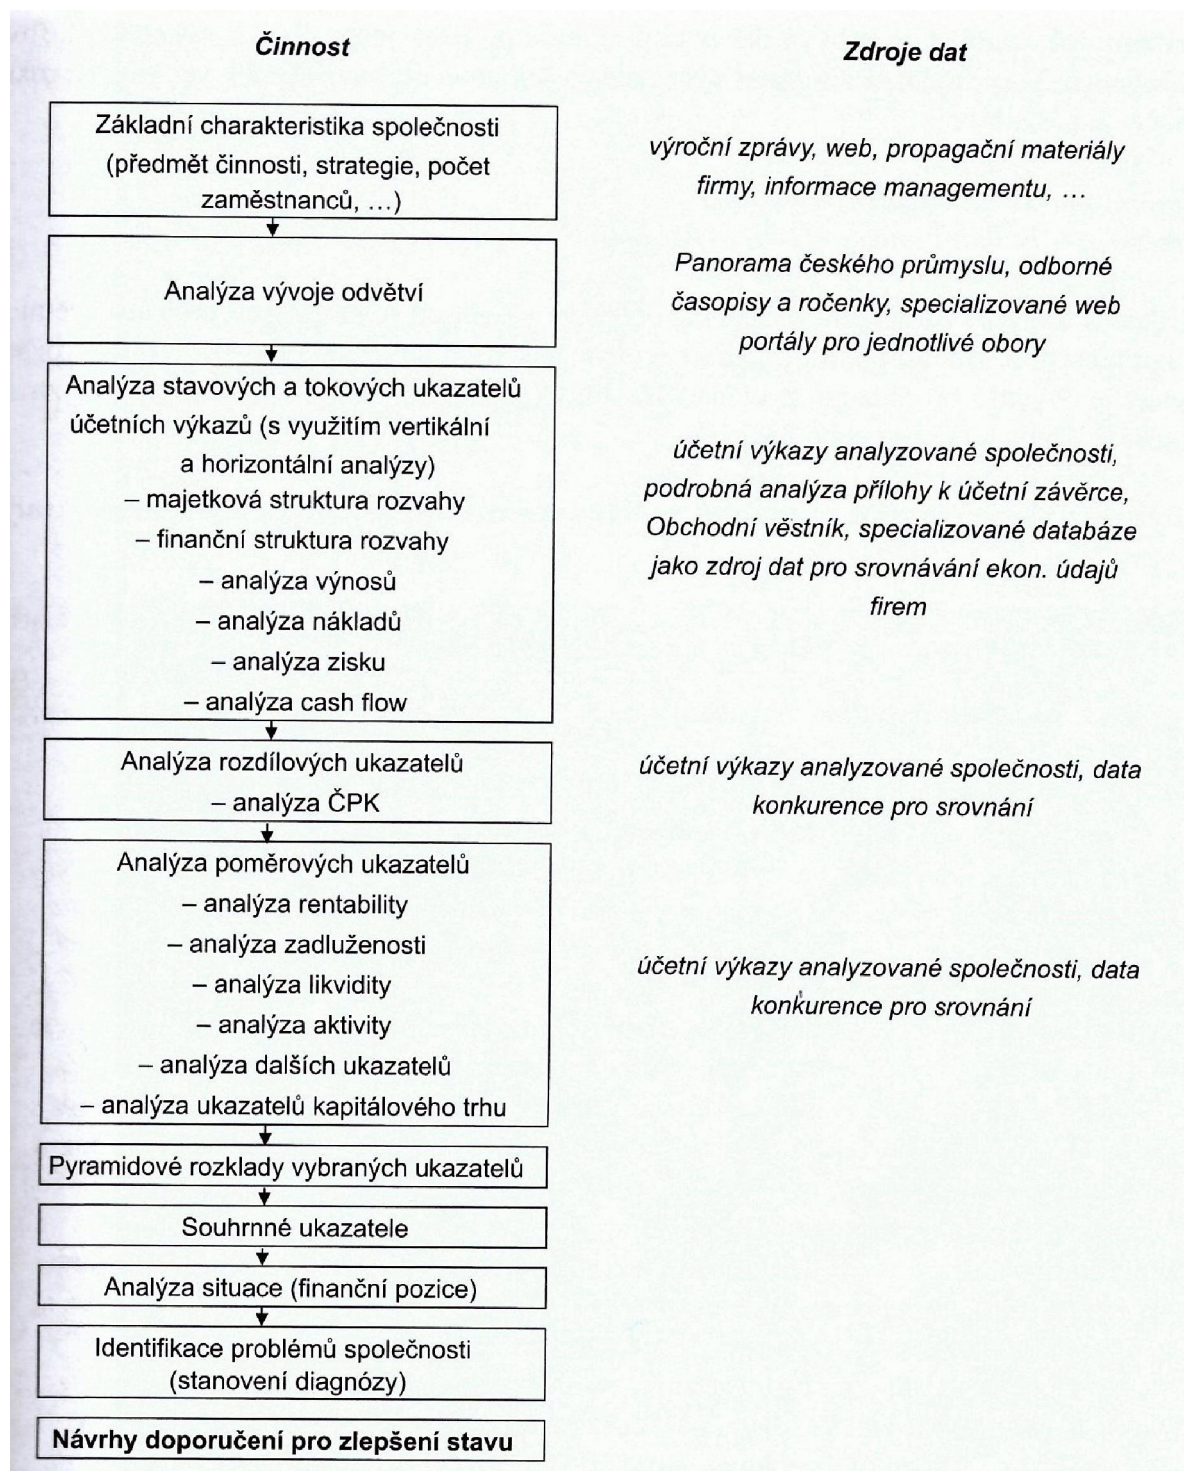 Činnost
Zdroje dat
Základní charakteristika společnosti
(předmět činnosti, strategie, počet
zaměstnanců, …)
výroční zprávy, web, propagační materiály
firmy, informace managementu, …
Analýza vývoje odvětví
Panorama českého průmyslu, odborné
časopisy a ročenky, specializované web
portály pro jednotlivé obory
Analýza stavových a tokových ukazatelů
účetních výkazů (s využitím vertikální
a horizontální analýzy)
– majetková struktura rozvahy
– finanční struktura rozvahy
– analýza výnosů
– analýza nákladů
– analýza zisku
– analýza cash flow
účetní výkazy analyzované společnosti,
podrobná analýza přílohy k účetní závěrce,
Obchodní věstník, specializované databáze
jako zdroj dat pro srovnávání ekon. údajů
firem
Analýza rozdílových ukazatelů
– analýza ČPK
účetní výkazy analyzované společnosti, data
konkurence pro srovnání
Analýza poměrových ukazatelů
– analýza rentability
– analýza zadluženosti
– analýza likvidity
– analýza aktivity
– analýza dalších ukazatelů
– analýza ukazatelů kapitálového trhu
účetní výkazy analyzované společnosti, data
konkurence pro srovnání
Pyramidové rozklady vybraných ukazatelů
Souhrnné ukazatele
Analýza situace (finanční pozice)
Identifikace problémů společnosti
(stanovení diagnózy)
Návrhy doporučení pro zlepšení stavu